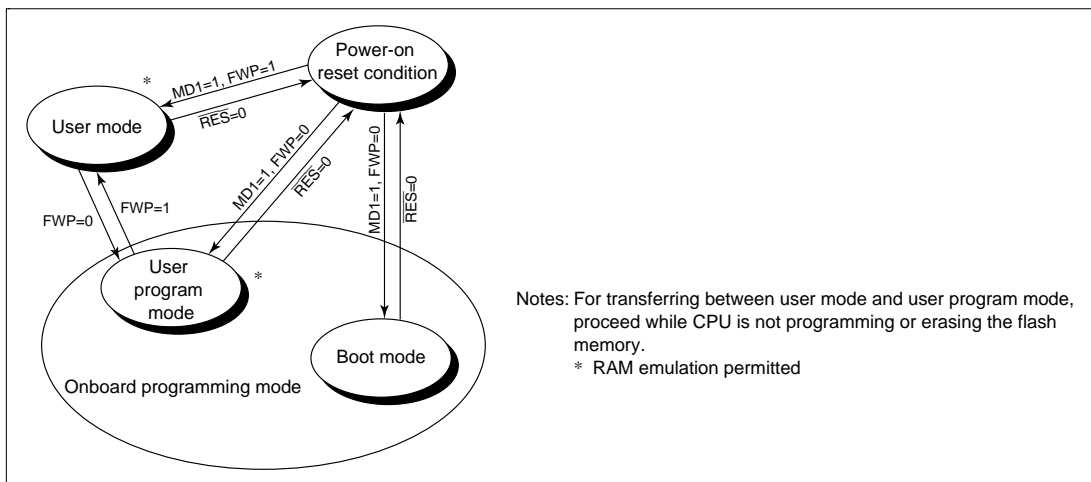 Power-on
reset condition
*
MD1=1, FWP=1
RES=0
User mode
MD1=1, FWP=0
RES=0
MD1=1, FWP=0
RES=0
FWP=0
FWP=1
User
program
mode
*
Boot mode
Onboard programming mode
Notes: For transferring between user mode and user program mode,
proceed while CPU is not programming or erasing the flash
memory.
* RAM emulation permitted